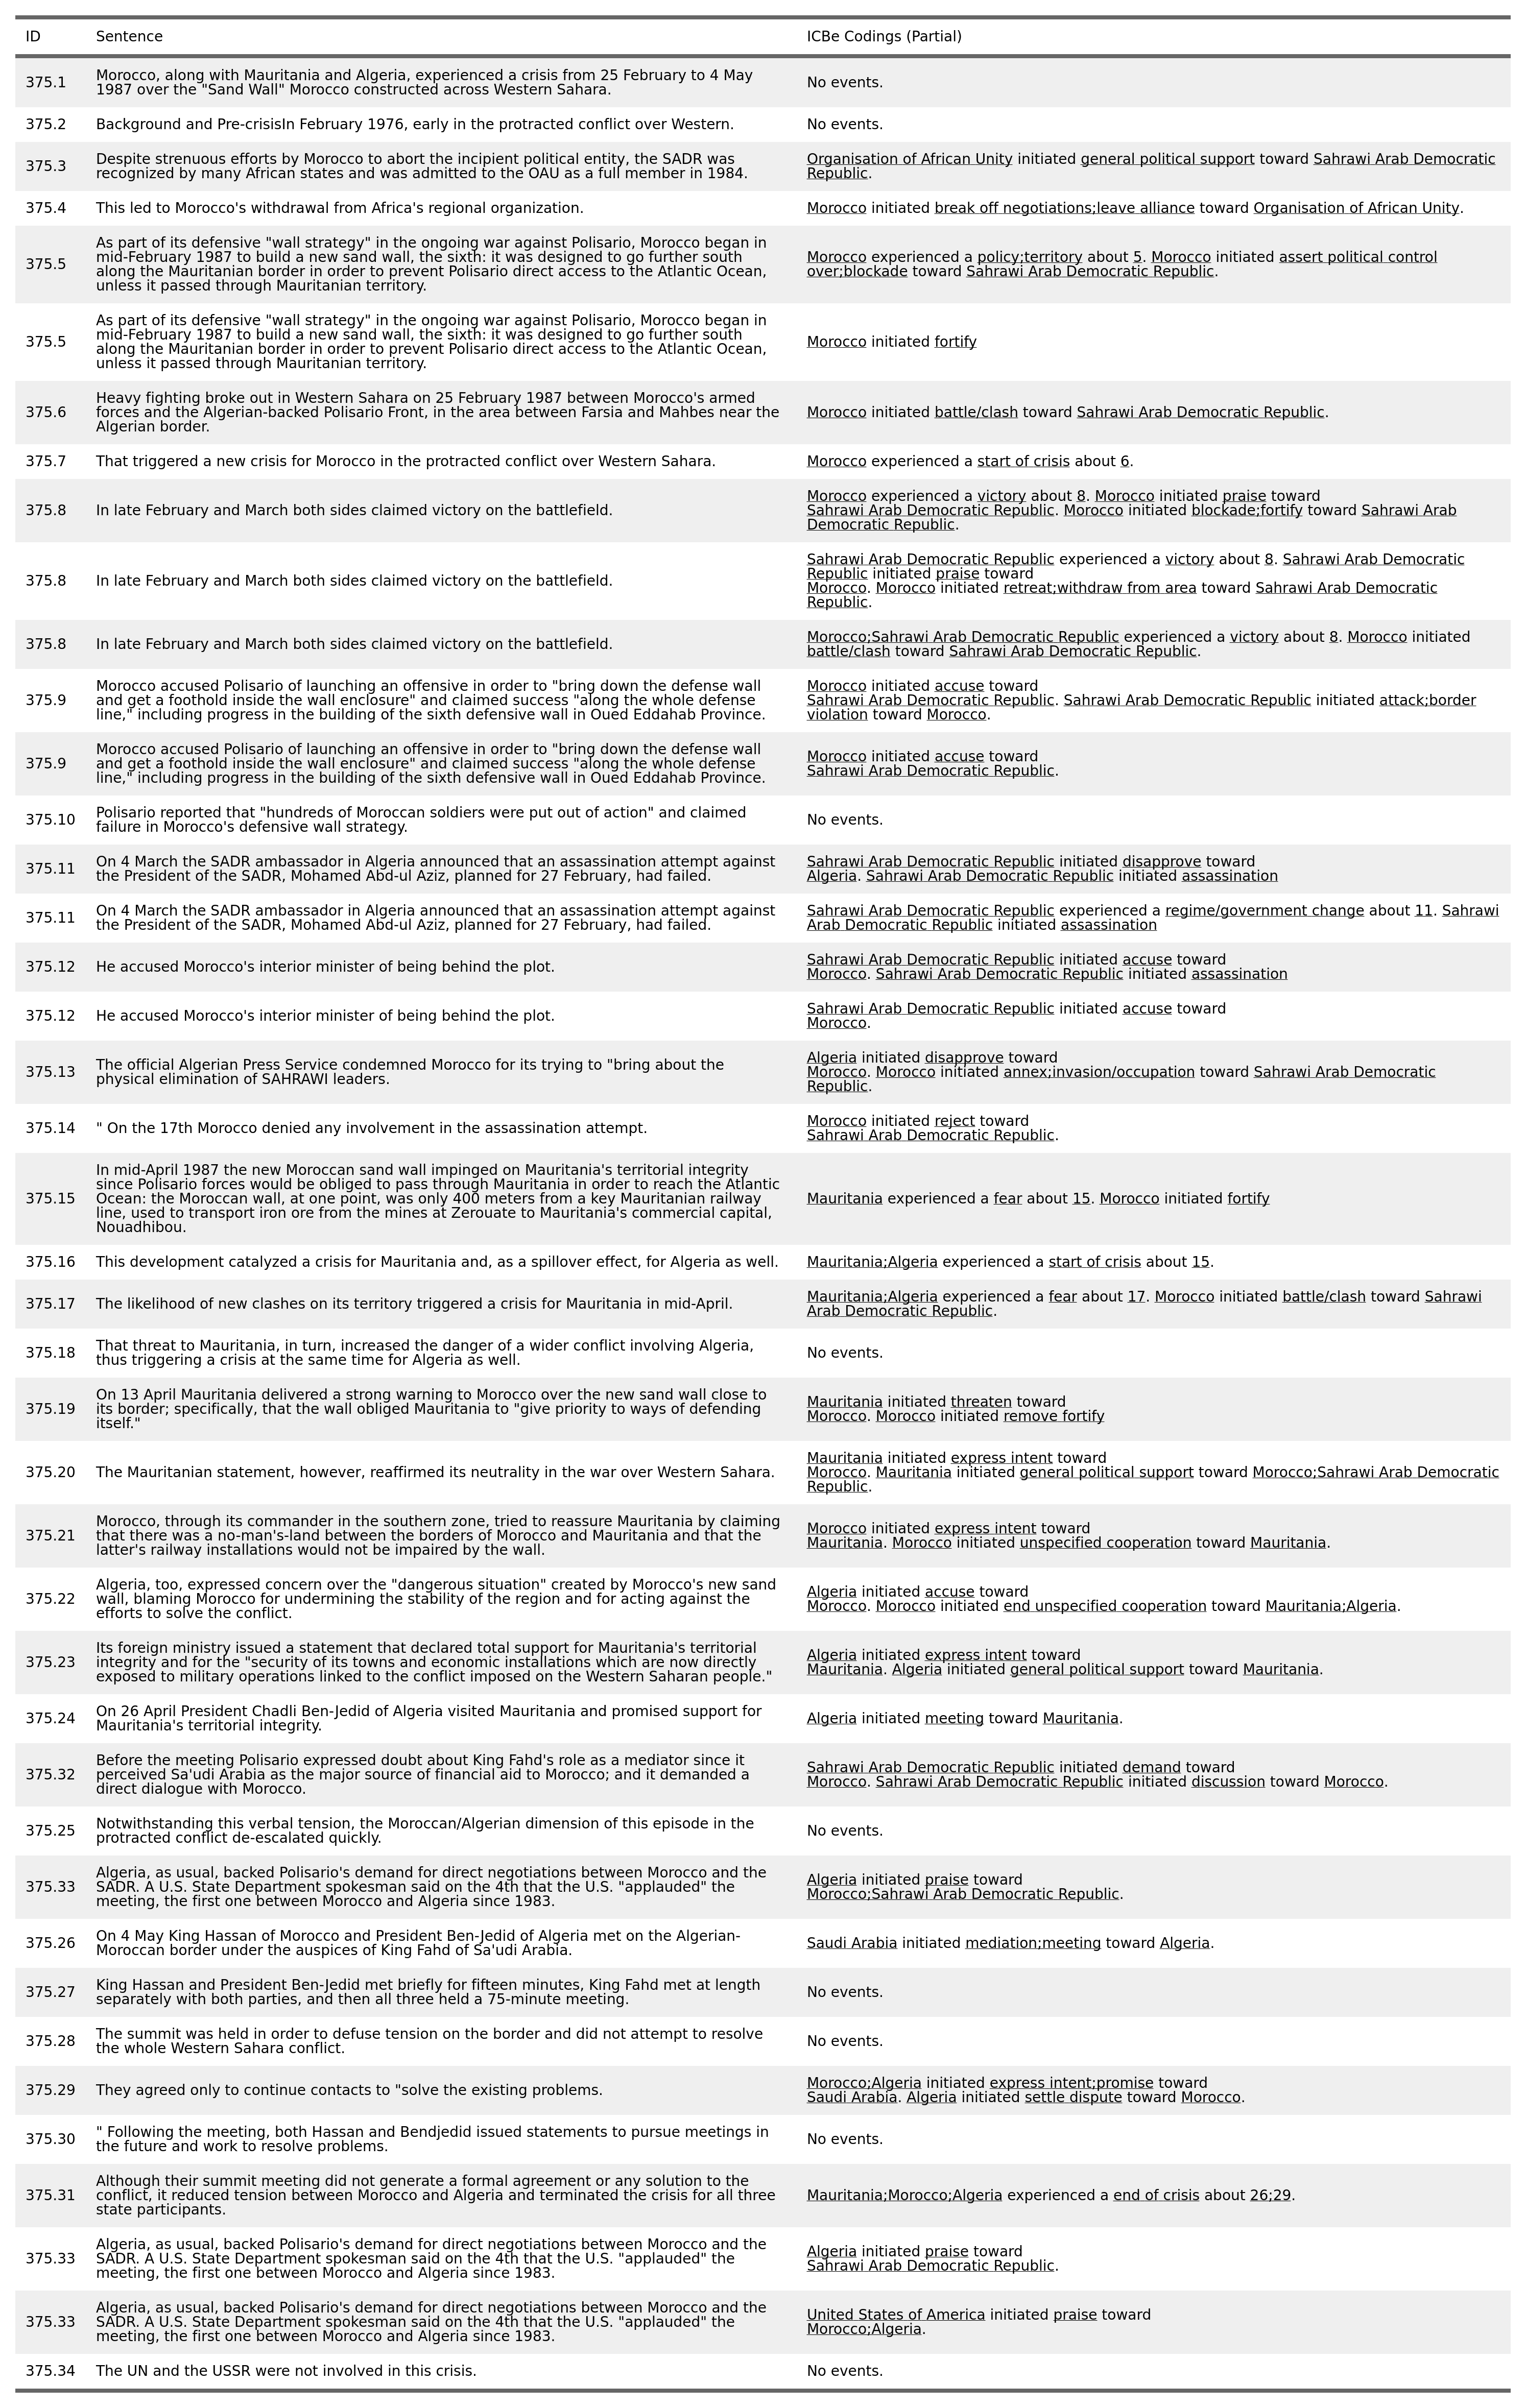 ID Sentence ICBe Codings (Partial)
375.1 Morocco, along with Mauritania and Algeria, experienced a crisis from 25 February to 4 May
1987 over the "Sand Wall" Morocco constructed across Western Sahara.
No events.
375.2 Background and Pre-crisisIn February 1976, early in the protracted conflict over Western.
No events.
375.3 Despite strenuous efforts by Morocco to abort the incipient political entity, the SADR was
recognized by many African states and was admitted to the OAU as a full member in 1984.
Organisation of African Unity initiated general political support toward Sahrawi Arab Democratic
Republic.
375.4 This led to Morocco's withdrawal from Africa's regional organization.
Morocco initiated break off negotiations;leave alliance toward Organisation of African Unity.
375.5 As part of its defensive "wall strategy" in the ongoing war against Polisario, Morocco began in
mid-February 1987 to build a new sand wall, the sixth: it was designed to go further south
along the Mauritanian border in order to prevent Polisario direct access to the Atlantic Ocean,
unless it passed through Mauritanian territory.
Morocco experienced a policy;territory about 5. Morocco initiated assert political control
over;blockade toward Sahrawi Arab Democratic Republic.
375.5 As part of its defensive "wall strategy" in the ongoing war against Polisario, Morocco began in
mid-February 1987 to build a new sand wall, the sixth: it was designed to go further south
along the Mauritanian border in order to prevent Polisario direct access to the Atlantic Ocean,
unless it passed through Mauritanian territory.
Morocco initiated fortify
375.6 Heavy fighting broke out in Western Sahara on 25 February 1987 between Morocco's armed
forces and the Algerian-backed Polisario Front, in the area between Farsia and Mahbes near the
Algerian border.
Morocco initiated battle/clash toward Sahrawi Arab Democratic Republic.
375.7 That triggered a new crisis for Morocco in the protracted conflict over Western Sahara.
Morocco experienced a start of crisis about 6.
375.8 In late February and March both sides claimed victory on the battlefield.
Morocco experienced a victory about 8. Morocco initiated praise toward
Sahrawi Arab Democratic Republic. Morocco initiated blockade;fortify toward Sahrawi Arab
Democratic Republic.
375.8 In late February and March both sides claimed victory on the battlefield.
Sahrawi Arab Democratic Republic experienced a victory about 8. Sahrawi Arab Democratic
Republic initiated praise toward
Morocco. Morocco initiated retreat;withdraw from area toward Sahrawi Arab Democratic
Republic.
375.8 In late February and March both sides claimed victory on the battlefield.
Morocco;Sahrawi Arab Democratic Republic experienced a victory about 8. Morocco initiated
battle/clash toward Sahrawi Arab Democratic Republic.
375.9 Morocco accused Polisario of launching an offensive in order to "bring down the defense wall
and get a foothold inside the wall enclosure" and claimed success "along the whole defense
line," including progress in the building of the sixth defensive wall in Oued Eddahab Province.
Morocco initiated accuse toward
Sahrawi Arab Democratic Republic. Sahrawi Arab Democratic Republic initiated attack;border
violation toward Morocco.
375.9 Morocco accused Polisario of launching an offensive in order to "bring down the defense wall
and get a foothold inside the wall enclosure" and claimed success "along the whole defense
line," including progress in the building of the sixth defensive wall in Oued Eddahab Province.
Morocco initiated accuse toward
Sahrawi Arab Democratic Republic.
375.10 Polisario reported that "hundreds of Moroccan soldiers were put out of action" and claimed
failure in Morocco's defensive wall strategy.
No events.
375.11 On 4 March the SADR ambassador in Algeria announced that an assassination attempt against
the President of the SADR, Mohamed Abd-ul Aziz, planned for 27 February, had failed.
Sahrawi Arab Democratic Republic initiated disapprove toward
Algeria. Sahrawi Arab Democratic Republic initiated assassination
375.11 On 4 March the SADR ambassador in Algeria announced that an assassination attempt against
the President of the SADR, Mohamed Abd-ul Aziz, planned for 27 February, had failed.
Sahrawi Arab Democratic Republic experienced a regime/government change about 11. Sahrawi
Arab Democratic Republic initiated assassination
375.12 He accused Morocco's interior minister of being behind the plot.
Sahrawi Arab Democratic Republic initiated accuse toward
Morocco. Sahrawi Arab Democratic Republic initiated assassination
375.12 He accused Morocco's interior minister of being behind the plot.
Sahrawi Arab Democratic Republic initiated accuse toward
Morocco.
375.13 The official Algerian Press Service condemned Morocco for its trying to "bring about the
physical elimination of SAHRAWI leaders.
Algeria initiated disapprove toward
Morocco. Morocco initiated annex;invasion/occupation toward Sahrawi Arab Democratic
Republic.
375.14 " On the 17th Morocco denied any involvement in the assassination attempt.
Morocco initiated reject toward
Sahrawi Arab Democratic Republic.
375.15 In mid-April 1987 the new Moroccan sand wall impinged on Mauritania's territorial integrity
since Polisario forces would be obliged to pass through Mauritania in order to reach the Atlantic
Ocean: the Moroccan wall, at one point, was only 400 meters from a key Mauritanian railway
line, used to transport iron ore from the mines at Zerouate to Mauritania's commercial capital,
Nouadhibou.
Mauritania experienced a fear about 15. Morocco initiated fortify
375.16 This development catalyzed a crisis for Mauritania and, as a spillover effect, for Algeria as well.
Mauritania;Algeria experienced a start of crisis about 15.
375.17 The likelihood of new clashes on its territory triggered a crisis for Mauritania in mid-April.
Mauritania;Algeria experienced a fear about 17. Morocco initiated battle/clash toward Sahrawi
Arab Democratic Republic.
375.18 That threat to Mauritania, in turn, increased the danger of a wider conflict involving Algeria,
thus triggering a crisis at the same time for Algeria as well.
No events.
375.19 On 13 April Mauritania delivered a strong warning to Morocco over the new sand wall close to
its border; specifically, that the wall obliged Mauritania to "give priority to ways of defending
itself."
Mauritania initiated threaten toward
Morocco. Morocco initiated remove fortify
375.20 The Mauritanian statement, however, reaffirmed its neutrality in the war over Western Sahara.
Mauritania initiated express intent toward
Morocco. Mauritania initiated general political support toward Morocco;Sahrawi Arab Democratic
Republic.
375.21 Morocco, through its commander in the southern zone, tried to reassure Mauritania by claiming
that there was a no-man's-land between the borders of Morocco and Mauritania and that the
latter's railway installations would not be impaired by the wall.
Morocco initiated express intent toward
Mauritania. Morocco initiated unspecified cooperation toward Mauritania.
375.22 Algeria, too, expressed concern over the "dangerous situation" created by Morocco's new sand
wall, blaming Morocco for undermining the stability of the region and for acting against the
efforts to solve the conflict.
Algeria initiated accuse toward
Morocco. Morocco initiated end unspecified cooperation toward Mauritania;Algeria.
375.23 Its foreign ministry issued a statement that declared total support for Mauritania's territorial
integrity and for the "security of its towns and economic installations which are now directly
exposed to military operations linked to the conflict imposed on the Western Saharan people."
Algeria initiated express intent toward
Mauritania. Algeria initiated general political support toward Mauritania.
375.24 On 26 April President Chadli Ben-Jedid of Algeria visited Mauritania and promised support for
Mauritania's territorial integrity.
Algeria initiated meeting toward Mauritania.
375.32 Before the meeting Polisario expressed doubt about King Fahd's role as a mediator since it
perceived Sa'udi Arabia as the major source of financial aid to Morocco; and it demanded a
direct dialogue with Morocco.
Sahrawi Arab Democratic Republic initiated demand toward
Morocco. Sahrawi Arab Democratic Republic initiated discussion toward Morocco.
375.25 Notwithstanding this verbal tension, the Moroccan/Algerian dimension of this episode in the
protracted conflict de-escalated quickly.
No events.
375.33 Algeria, as usual, backed Polisario's demand for direct negotiations between Morocco and the
SADR. A U.S. State Department spokesman said on the 4th that the U.S. "applauded" the
meeting, the first one between Morocco and Algeria since 1983.
Algeria initiated praise toward
Morocco;Sahrawi Arab Democratic Republic.
375.26 On 4 May King Hassan of Morocco and President Ben-Jedid of Algeria met on the Algerian-
Moroccan border under the auspices of King Fahd of Sa'udi Arabia.
Saudi Arabia initiated mediation;meeting toward Algeria.
375.27 King Hassan and President Ben-Jedid met briefly for fifteen minutes, King Fahd met at length
separately with both parties, and then all three held a 75-minute meeting.
No events.
375.28 The summit was held in order to defuse tension on the border and did not attempt to resolve
the whole Western Sahara conflict.
No events.
375.29 They agreed only to continue contacts to "solve the existing problems.
Morocco;Algeria initiated express intent;promise toward
Saudi Arabia. Algeria initiated settle dispute toward Morocco.
375.30 " Following the meeting, both Hassan and Bendjedid issued statements to pursue meetings in
the future and work to resolve problems.
No events.
375.31 Although their summit meeting did not generate a formal agreement or any solution to the
conflict, it reduced tension between Morocco and Algeria and terminated the crisis for all three
state participants.
Mauritania;Morocco;Algeria experienced a end of crisis about 26;29.
375.33 Algeria, as usual, backed Polisario's demand for direct negotiations between Morocco and the
SADR. A U.S. State Department spokesman said on the 4th that the U.S. "applauded" the
meeting, the first one between Morocco and Algeria since 1983.
Algeria initiated praise toward
Sahrawi Arab Democratic Republic.
375.33 Algeria, as usual, backed Polisario's demand for direct negotiations between Morocco and the
SADR. A U.S. State Department spokesman said on the 4th that the U.S. "applauded" the
meeting, the first one between Morocco and Algeria since 1983.
United States of America initiated praise toward
Morocco;Algeria.
375.34 The UN and the USSR were not involved in this crisis.
No events.